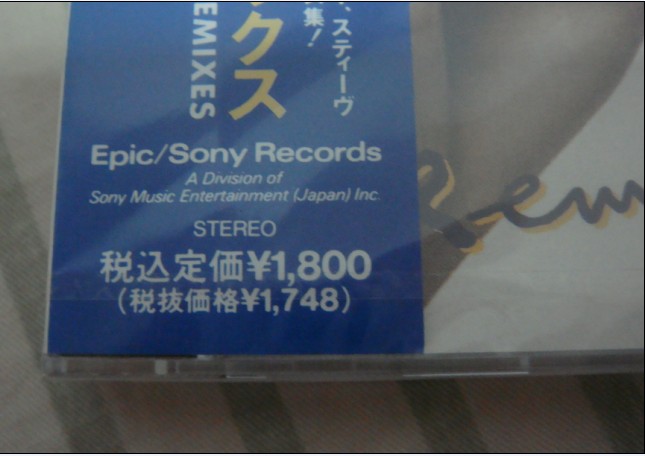 、スティーヴ
集!
クス
EMIXES
Epic/Sony Records
A Division of
Sony Music Entertainment (Japan) Inc.
STEREO
税込定価¥1,800
(税抜価格¥1,748)
Rem